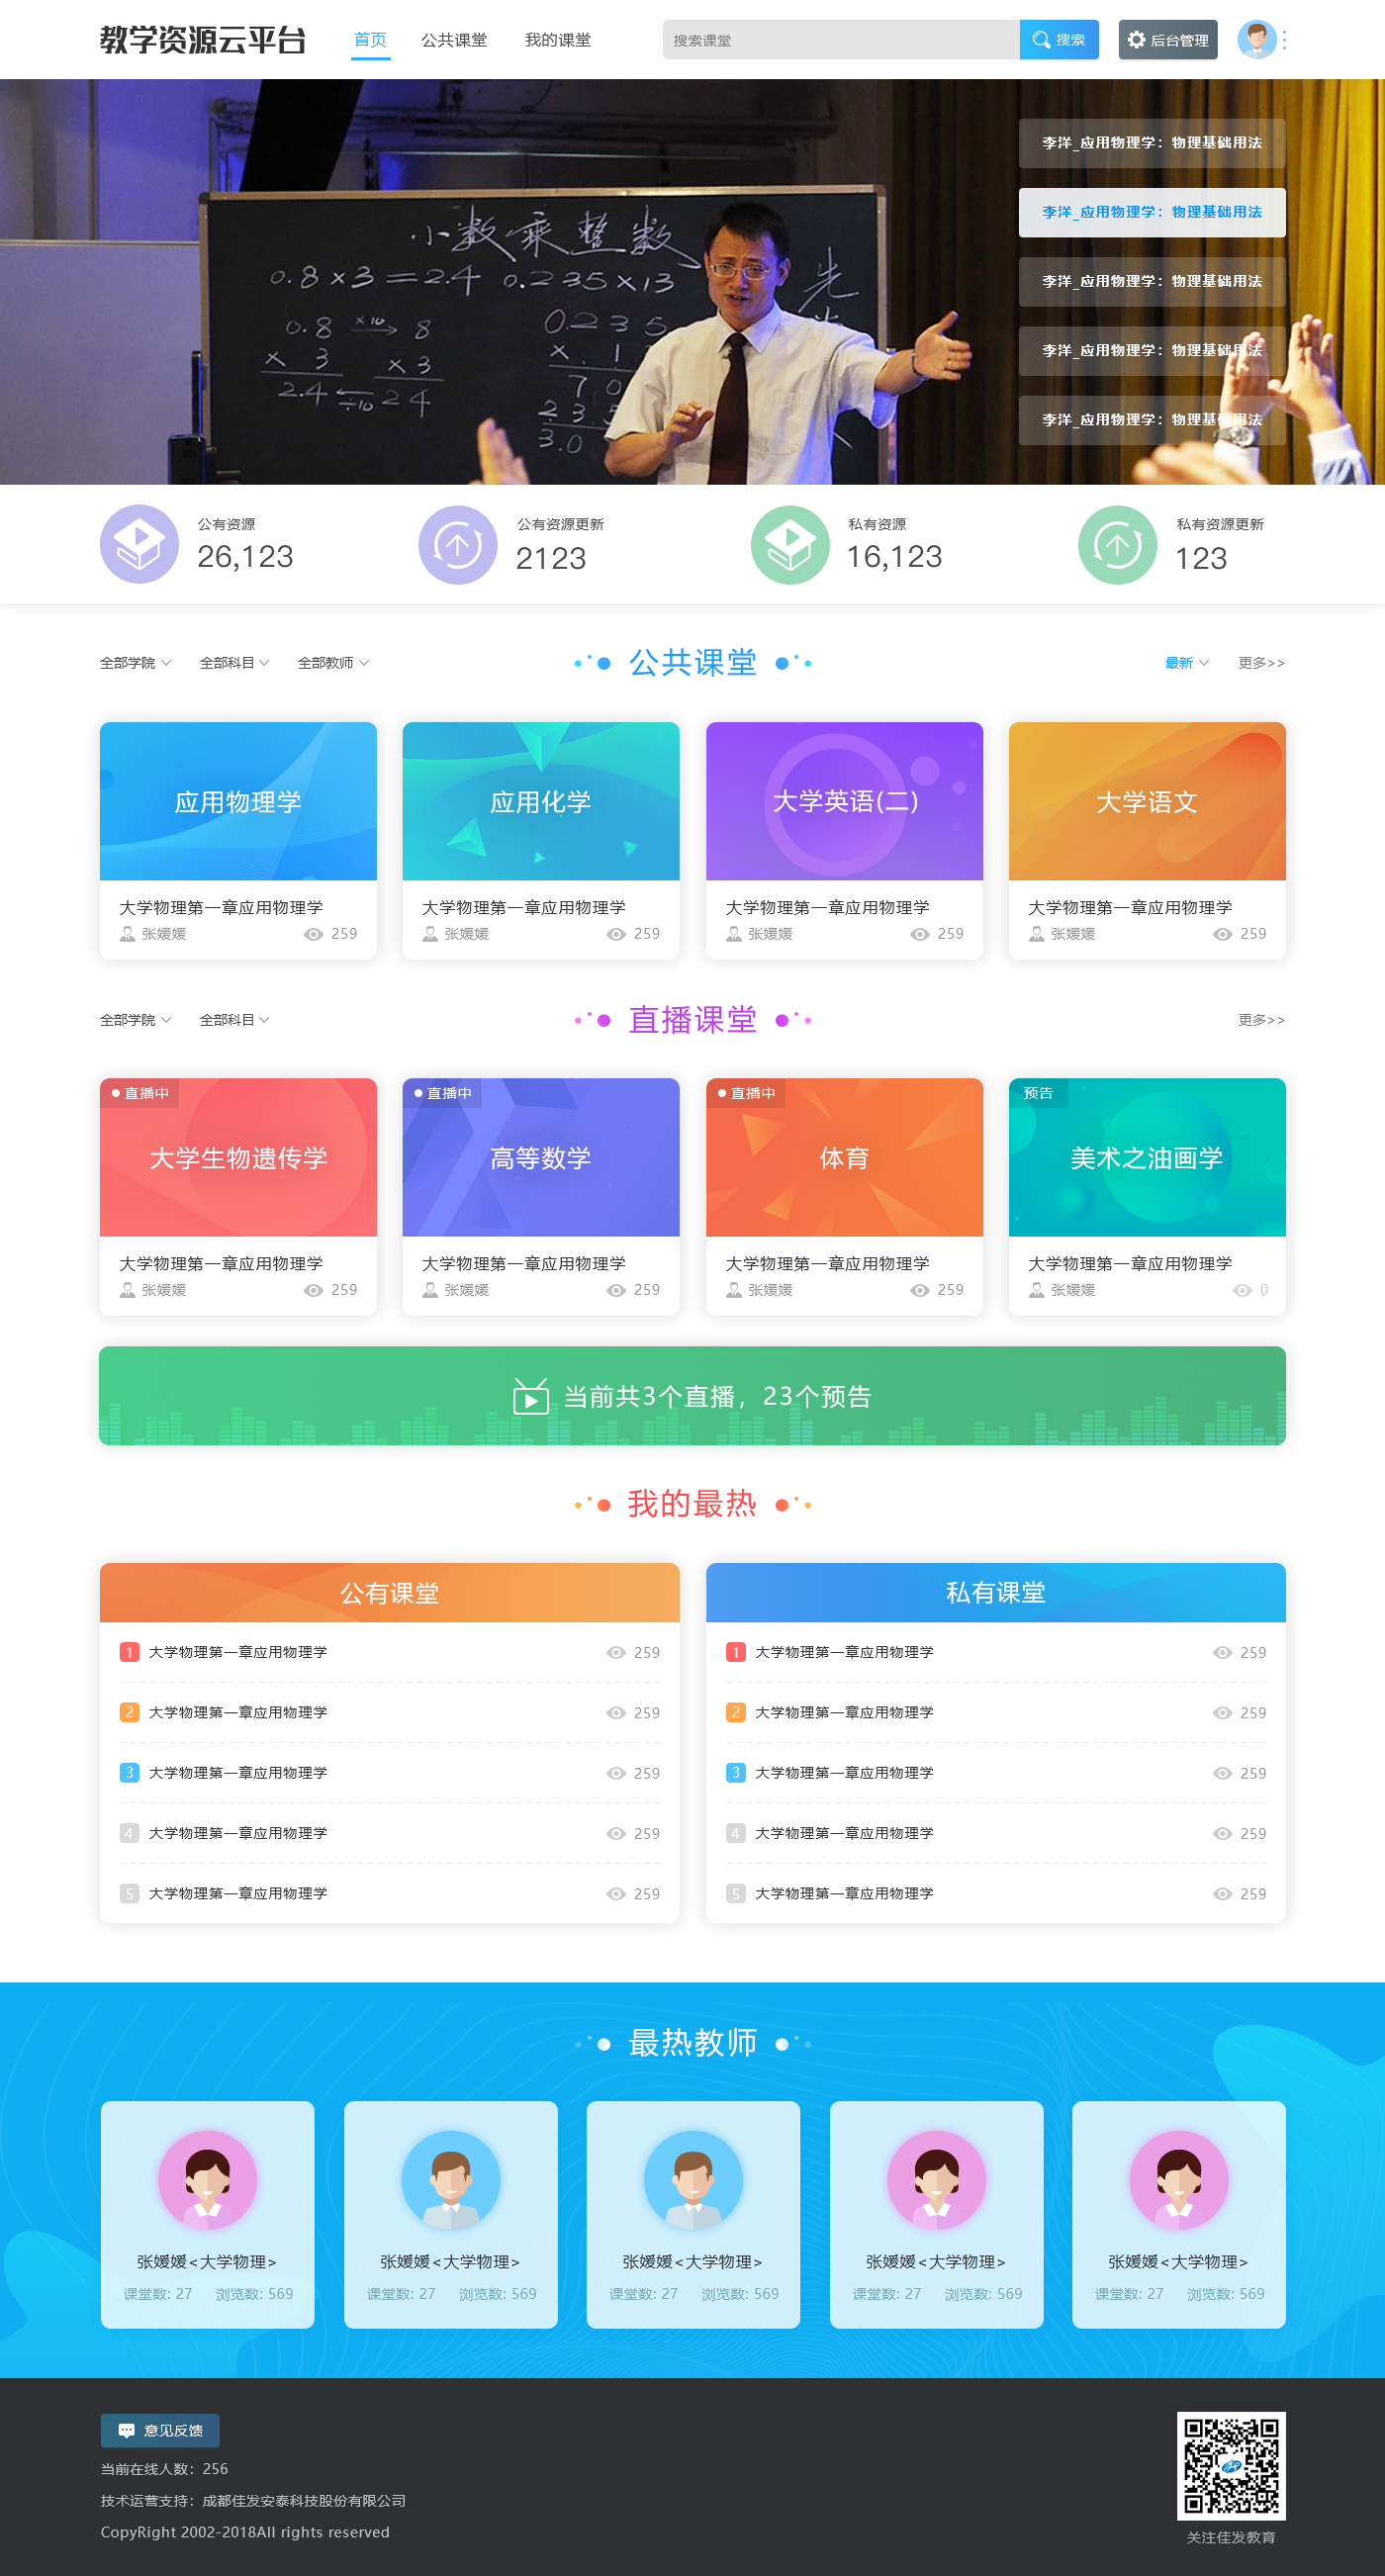 教学资源云平台 首页 公共课堂 我的课堂 搜索课堂 搜索 后台管理
李洋_应用物理学：物理基础用法
李洋_应用物理学：物理基础用法
李洋_应用物理学：物理基础用法
李洋_应用物理学：物理基础用法
李洋_应用物理学：物理基础用法
小数乘整数
0.8×3=2.4
公有资源 公有资源更新 私有资源 私有资源更新
26,123 2123 16,123 123
全部学院 全部科目 全部教师 公共课堂 最新 更多>>
应用物理学 应用化学 大学英语(二) 大学语文
大学物理第一章应用物理学 大学物理第一章应用物理学 大学物理第一章应用物理学 大学物理第一章应用物理学
张媛媛 259 张媛媛 259 张媛媛 259 张媛媛 259
全部学院 全部科目 直播课堂 更多>>
直播中 直播中 直播中 预告
大学生物遗传学 高等数学 体育 美术之油画学
大学物理第一章应用物理学 大学物理第一章应用物理学 大学物理第一章应用物理学 大学物理第一章应用物理学
张媛媛 259 张媛媛 259 张媛媛 259 张媛媛 0
当前共3个直播，23个预告
我的最热
公有课堂 私有课堂
1 大学物理第一章应用物理学 259 1 大学物理第一章应用物理学 259
2 大学物理第一章应用物理学 259 2 大学物理第一章应用物理学 259
3 大学物理第一章应用物理学 259 3 大学物理第一章应用物理学 259
4 大学物理第一章应用物理学 259 4 大学物理第一章应用物理学 259
5 大学物理第一章应用物理学 259 5 大学物理第一章应用物理学 259
最热教师
张媛媛<大学物理> 张媛媛<大学物理> 张媛媛<大学物理> 张媛媛<大学物理> 张媛媛<大学物理>
课堂数: 27 浏览数: 569 课堂数: 27 浏览数: 569 课堂数: 27 浏览数: 569 课堂数: 27 浏览数: 569 课堂数: 27 浏览数: 569
意见反馈
当前在线人数：256
技术运营支持：成都佳发安泰科技股份有限公司
CopyRight 2002-2018All rights reserved
关注佳发教育